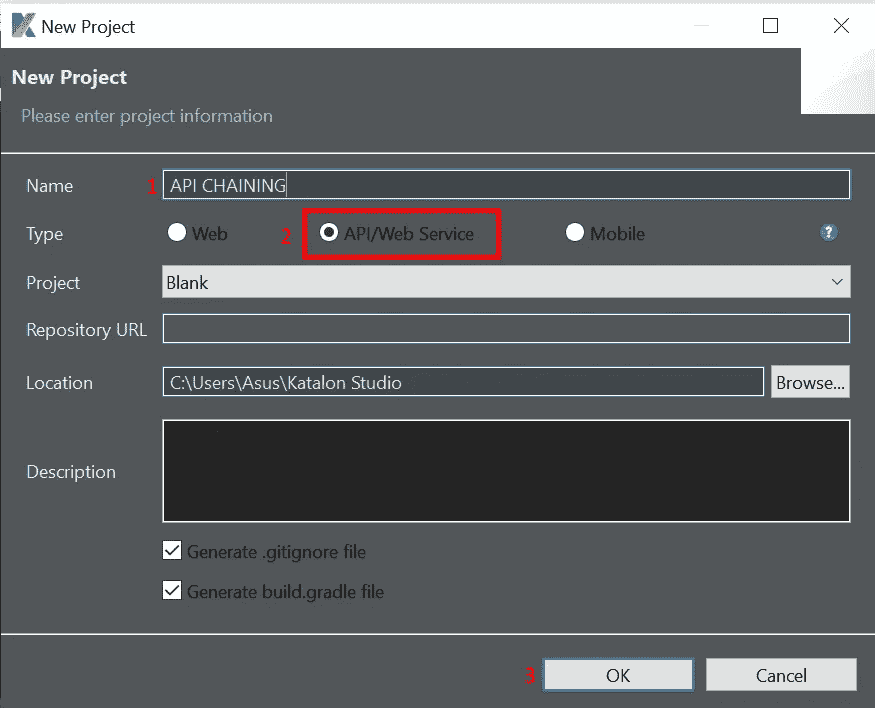 New Project
New Project
Please enter project information
Name 1 API CHAINING
Type Web 2 API/Web Service Mobile ?
Project Blank
Repository URL
Location C:\Users\Asus\Katalon Studio Browse...
Description
Generate .gitignore file
Generate build.gradle file
3 OK Cancel